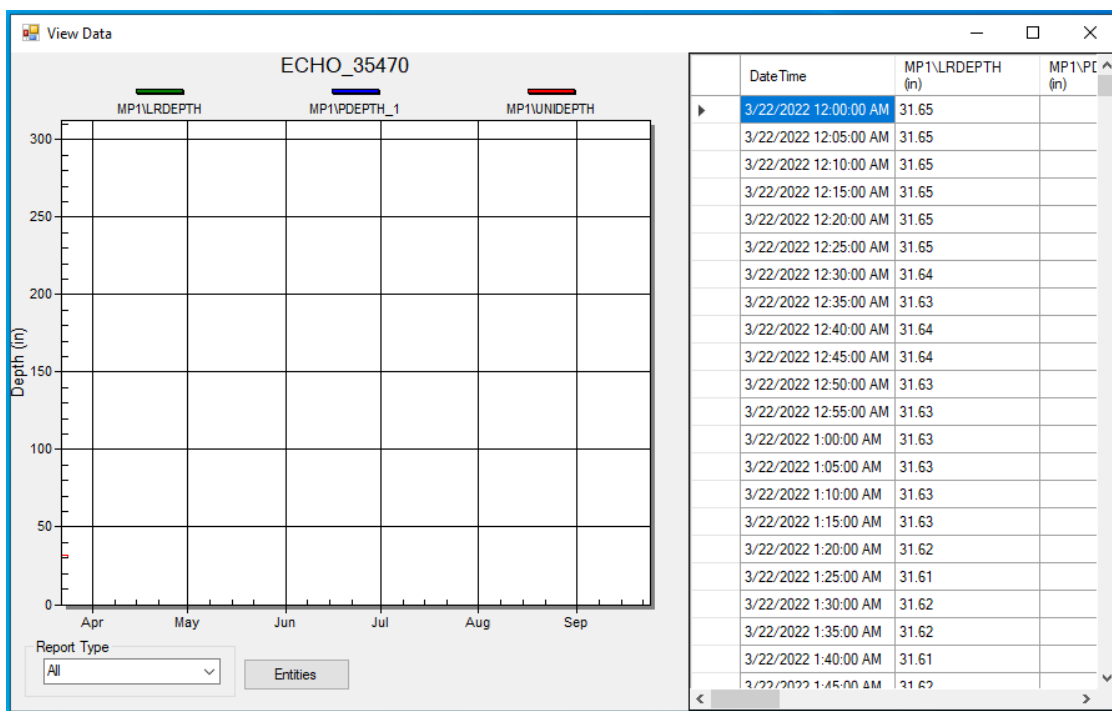 View Data
ECHO_35470
MP1\LRDEPTH MP1\PDEPTH_1 MP1\UNIDEPTH
300
250
200
150
100
50
0
Depth (in)
Apr May Jun Jul Aug Sep
Report Type
All
Entities
DateTime MP1\LRDEPTH (in) MP1\PD (in)
3/22/2022 12:00:00 AM 31.65
3/22/2022 12:05:00 AM 31.65
3/22/2022 12:10:00 AM 31.65
3/22/2022 12:15:00 AM 31.65
3/22/2022 12:20:00 AM 31.65
3/22/2022 12:25:00 AM 31.65
3/22/2022 12:30:00 AM 31.64
3/22/2022 12:35:00 AM 31.63
3/22/2022 12:40:00 AM 31.64
3/22/2022 12:45:00 AM 31.64
3/22/2022 12:50:00 AM 31.63
3/22/2022 12:55:00 AM 31.63
3/22/2022 1:00:00 AM 31.63
3/22/2022 1:05:00 AM 31.63
3/22/2022 1:10:00 AM 31.63
3/22/2022 1:15:00 AM 31.63
3/22/2022 1:20:00 AM 31.62
3/22/2022 1:25:00 AM 31.61
3/22/2022 1:30:00 AM 31.62
3/22/2022 1:35:00 AM 31.62
3/22/2022 1:40:00 AM 31.61
3/22/2022 1:45:00 AM 31.62